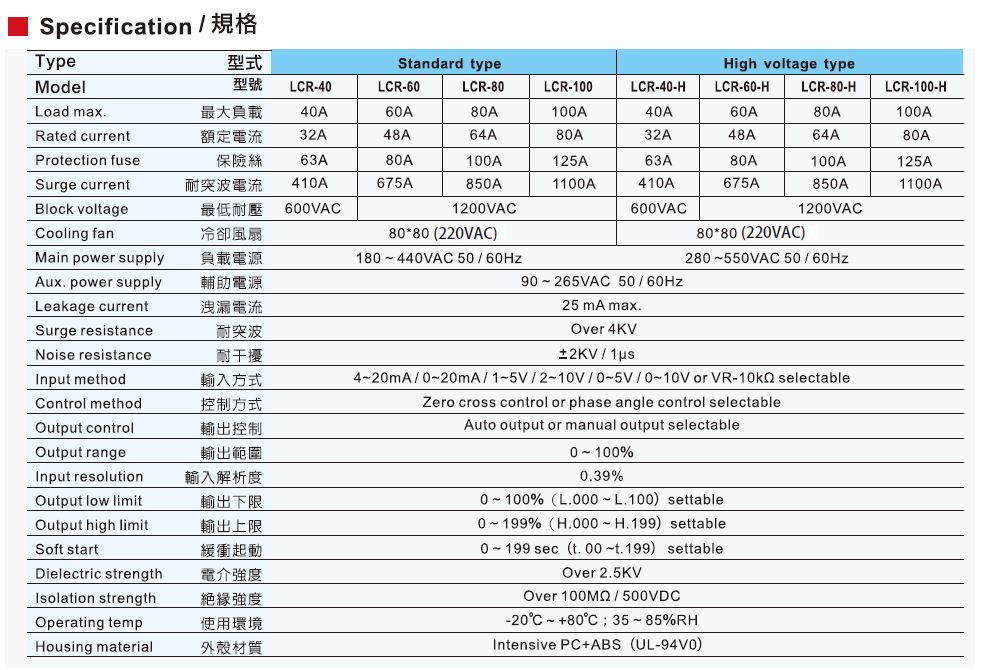 Specification / 規格
Type 型式 Standard type High voltage type
Model 型號 LCR-40 LCR-60 LCR-80 LCR-100 LCR-40-H LCR-60-H LCR-80-H LCR-100-H
Load max. 最大負載 40A 60A 80A 100A 40A 60A 80A 100A
Rated current 額定電流 32A 48A 64A 80A 32A 48A 64A 80A
Protection fuse 保險絲 63A 80A 100A 125A 63A 80A 100A 125A
Surge current 耐突波電流 410A 675A 850A 1100A 410A 675A 850A 1100A
Block voltage 最低耐壓 600VAC 1200VAC 600VAC 1200VAC
Cooling fan 冷卻風扇 80*80 (220VAC) 80*80 (220VAC)
Main power supply 負載電源 180 ~ 440VAC 50 / 60Hz 280 ~550VAC 50 / 60Hz
Aux. power supply 輔助電源 90 ~ 265VAC 50 / 60Hz
Leakage current 洩漏電流 25 mA max.
Surge resistance 耐突波 Over 4KV
Noise resistance 耐干擾 ±2KV / 1μs
Input method 輸入方式 4~20mA / 0~20mA / 1~5V / 2~10V / 0~5V / 0~10V or VR-10kΩ selectable
Control method 控制方式 Zero cross control or phase angle control selectable
Output control 輸出控制 Auto output or manual output selectable
Output range 輸出範圍 0 ~ 100%
Input resolution 輸入解析度 0.39%
Output low limit 輸出下限 0 ~ 100%（L.000 ~ L.100）settable
Output high limit 輸出上限 0 ~ 199%（H.000 ~ H.199）settable
Soft start 緩衝起動 0 ~ 199 sec（t. 00 ~t.199） settable
Dielectric strength 電介強度 Over 2.5KV
Isolation strength 絕緣強度 Over 100MΩ / 500VDC
Operating temp 使用環境 -20℃ ~ +80℃；35 ~ 85%RH
Housing material 外殼材質 Intensive PC+ABS（UL-94V0）